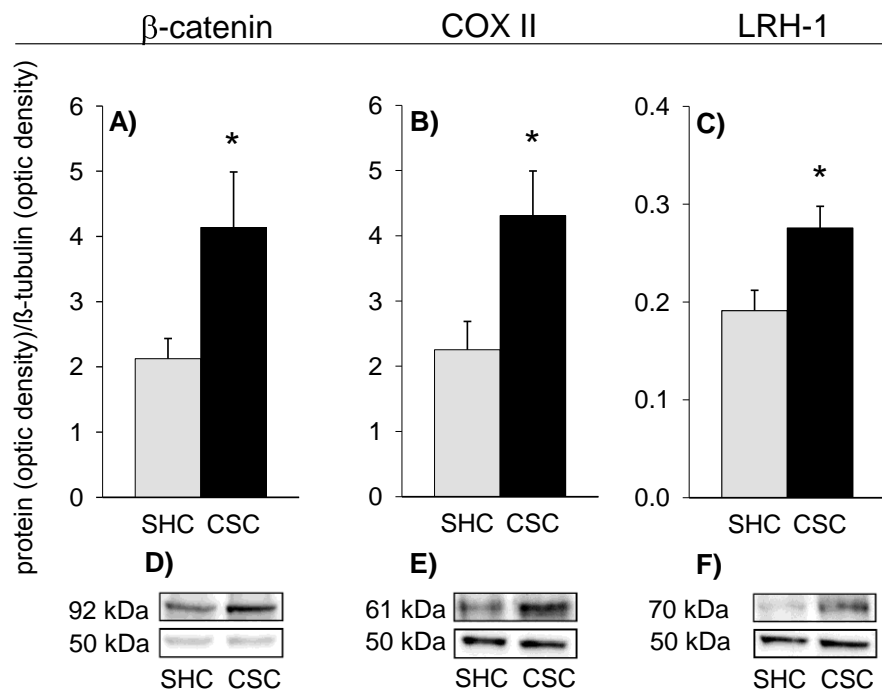 β-catenin COX II LRH-1
protein (optic density)/ß-tubulin (optic density)
A) B) C)
6 6 0.4
5 5
4 4 0.3
3 3 0.2
2 2
1 1 0.1
0 0 0.0
* * *
SHC CSC SHC CSC SHC CSC
D) E) F)
92 kDa 61 kDa 70 kDa
50 kDa 50 kDa 50 kDa
SHC CSC SHC CSC SHC CSC